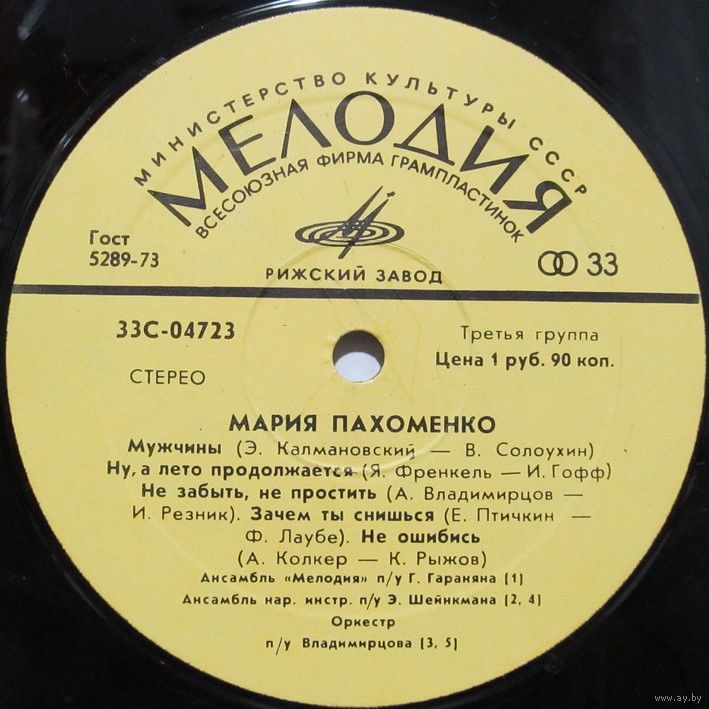 МИНИСТЕРСТВО КУЛЬТУРЫ СССР
МЕЛОДИЯ
ВСЕСОЮЗНАЯ ФИРМА ГРАМПЛАСТИНОК
Гост
5289-73
РИЖСКИЙ ЗАВОД
33
33С-04723
СТЕРЕО
Третья группа
Цена 1 руб. 90 коп.
МАРИЯ ПАХОМЕНКО
Мужчины (Э. Калмановский — В. Солоухин)
Ну, а лето продолжается (Я. Френкель — И. Гофф)
Не забыть, не простить (А. Владимирцов —
И. Резник). Зачем ты снишься (Е. Птичкин —
Ф. Лаубе). Не ошибись
(А. Колкер — К. Рыжов)
Ансамбль «Мелодия» п/у Г. Гараняна (1)
Ансамбль нар. инстр. п/у Э. Шейнкмана (2, 4)
Оркестр
п/у Владимирцова (3, 5)
www.ay.by